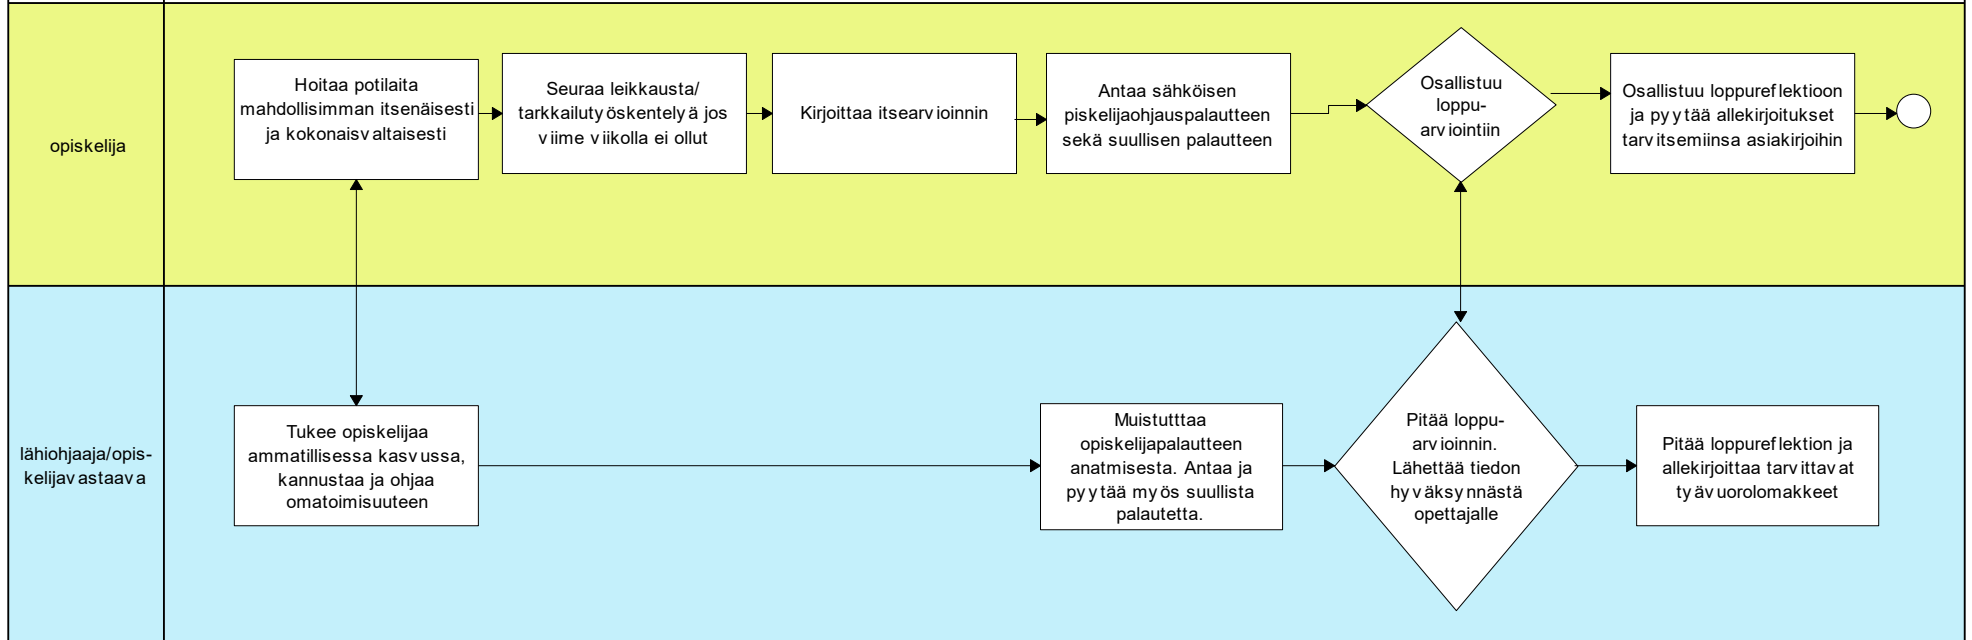 opiskelija
Hoitaa potilaita
mahdollisimman itsenäisesti
ja kokonaisvaltaisesti
Seuraa leikkausta/
tarkkailutyöskentelyä jos
viime viikolla ei ollut
Kirjoittaa itsearvioinnin
Antaa sähköisen
piskelijaohjauspalautteen
sekä suullisen palautteen
Osallistuu
loppu-
arviointiin
Osallistuu loppureflektioon
ja pyytää allekirjoitukset
tarvitsemiinsa asiakirjoihin
lähiohjaaja/opis-
kelijavastaava
Tukee opiskelijaa
ammatillisessa kasvussa,
kannustaa ja ohjaa
omatoimisuuteen
Muistutttaa
opiskelijapalautteen
anatmisesta. Antaa ja
pyytää myös suullista
palautetta.
Pitää loppu-
arvioinnin.
Lähettää tiedon
hyväksynnästä
opettajalle
Pitää loppureflektion ja
allekirjoittaa tarvittavat
tyävuorolomakkeet